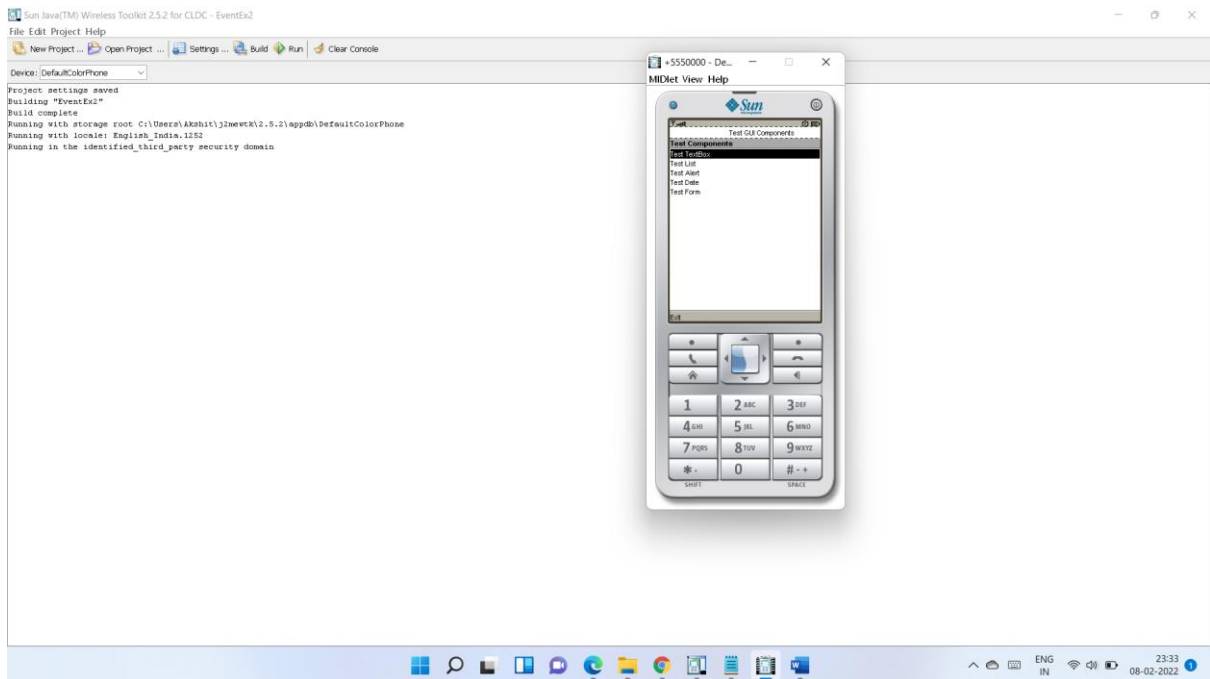 Sun Java(TM) Wireless Toolkit 2.5.2 for CLDC - EventEx2
File Edit Project Help
New Project ... Open Project ... Settings ... Build Run Clear Console
Device: DefaultColorPhone
Project settings saved
Building "EventEx2"
Build complete
Running with storage root C:\Users\Akshit\j2mewtk\2.5.2\appdb\DefaultColorPhone
Running with locale: English_India.1252
Running in the identified_third_party security domain
+5550000 - De...
MIDlet View Help
Sun
Test GUI Components
Test Components
Test TextBox
Test List
Test Alert
Test Date
Test Form
Exit
1 2 ABC 3 DEF
4 GHI 5 JKL 6 MNO
7 PQRS 8 TUV 9 WXYZ
* . 0 # - +
SHIFT SPACE
ENG
IN
23:33
08-02-2022
1